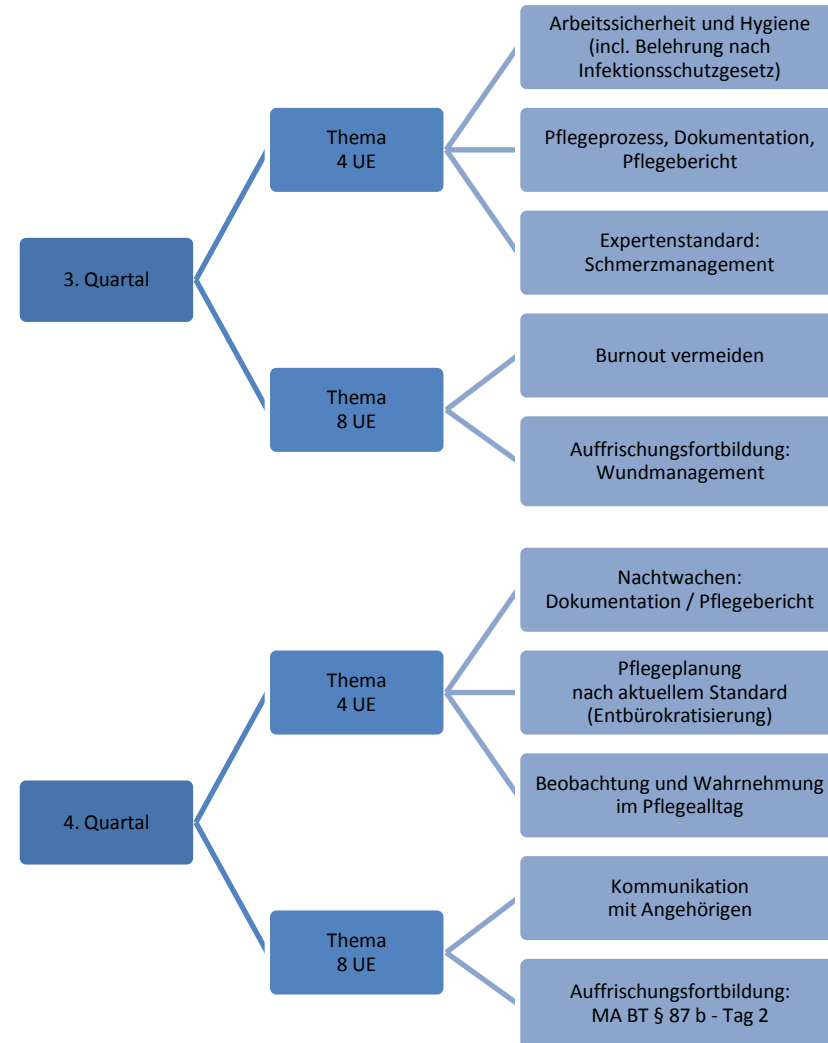 3. Quartal
Thema
4 UE
Arbeitssicherheit und Hygiene
(incl. Belehrung nach
Infektionsschutzgesetz)
Pflegeprozess, Dokumentation,
Pflegebericht
Expertenstandard:
Schmerzmanagement
Thema
8 UE
Burnout vermeiden
Auffrischungsfortbildung:
Wundmanagement
4. Quartal
Thema
4 UE
Nachtwachen:
Dokumentation / Pflegebericht
Pflegeplanung
nach aktuellem Standard
(Entbürokratisierung)
Beobachtung und Wahrnehmung
im Pflegealltag
Thema
8 UE
Kommunikation
mit Angehörigen
Auffrischungsfortbildung:
MA BT § 87 b - Tag 2